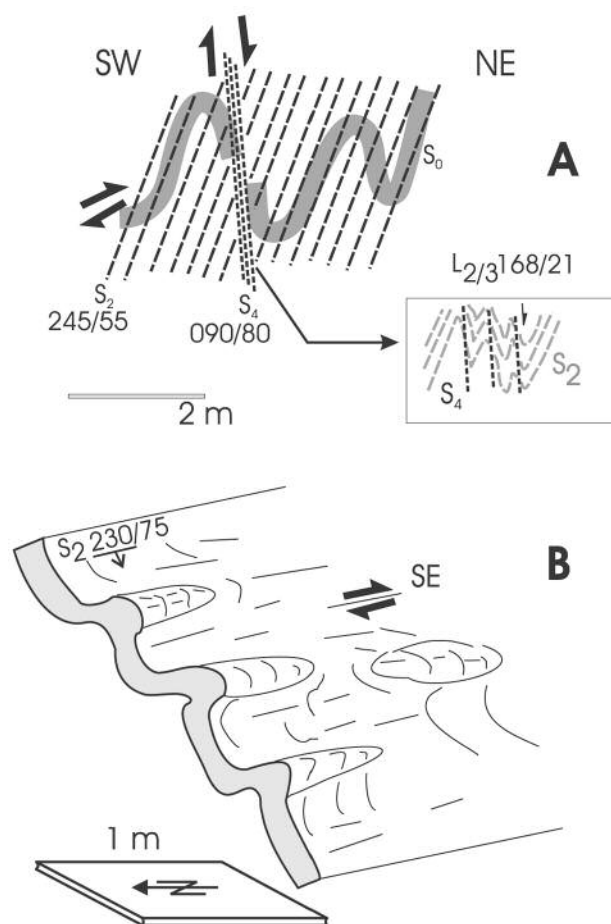 SW
NE
S₀
A
L₂/₃168/21
S₂
245/55
S₄
090/80
S₂
S₄
2 m
S₂ 230/75
B
SE
1 m
N